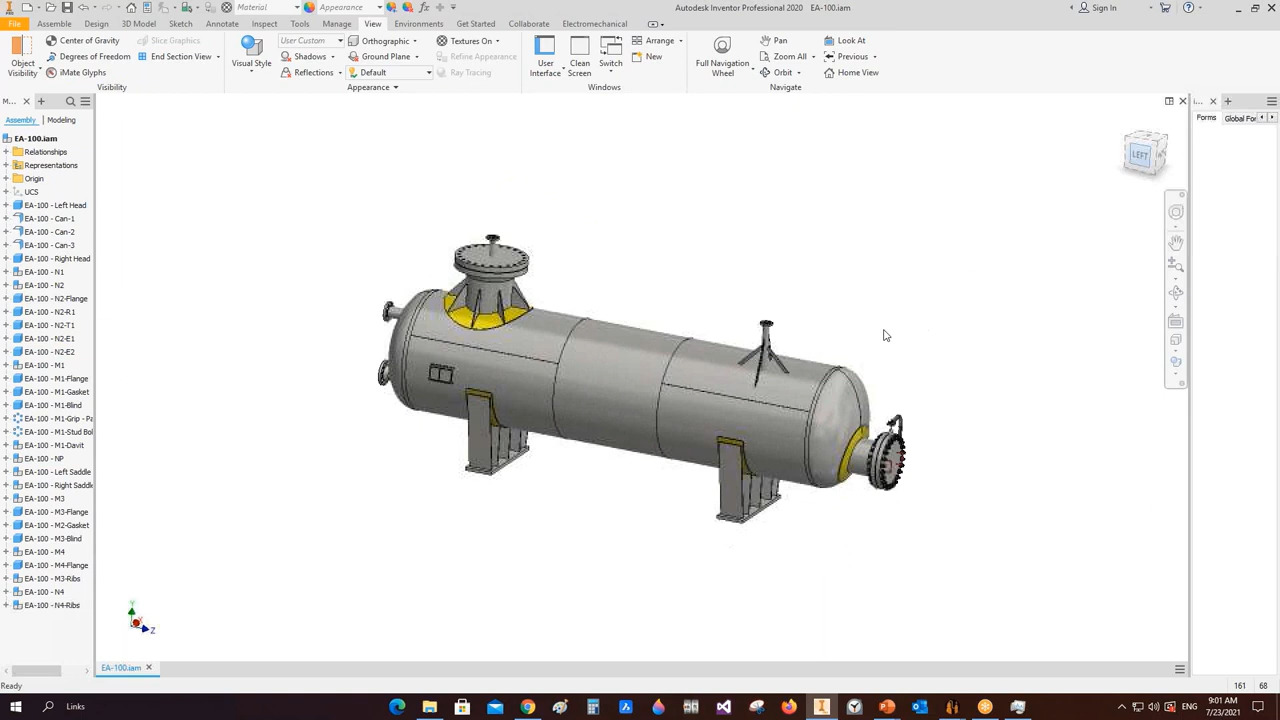 Material
Appearance
Autodesk Inventor Professional 2020 EA-100.iam
Sign In
File Assembly Design 3D Model Sketch Annotate Inspect Tools Manage View Environments Get Started Collaborate Electromechanical
Object Visibility
Center of Gravity
Degrees of Freedom
iMate Glyphs
Slice Graphics
End Section View
Visibility
Visual Style
User Custom
Shadows
Reflections
Orthographic
Ground Plane
Default
Textures On
Refine Appearance
Ray Tracing
Appearance
User Interface
Clean Screen
Switch
Arrange
New
Windows
Full Navigation Wheel
Pan
Zoom All
Orbit
Look At
Previous
Home View
Navigate
M...
Assembly Modeling
EA-100.iam
Relationships
Representations
Origin
UCS
EA-100 - Left Head
EA-100 - Can-1
EA-100 - Can-2
EA-100 - Can-3
EA-100 - Right Head
EA-100 - N1
EA-100 - N2
EA-100 - N2-Flange
EA-100 - N2-R1
EA-100 - N2-T1
EA-100 - N2-E1
EA-100 - N2-E2
EA-100 - M1
EA-100 - M1-Flange
EA-100 - M1-Gasket
EA-100 - M1-Blind
EA-100 - M1-Grip - Pa
EA-100 - M1-Stud Bol
EA-100 - M1-Davit
EA-100 - NP
EA-100 - Left Saddle
EA-100 - Right Saddle
EA-100 - M3
EA-100 - M3-Flange
EA-100 - M2-Gasket
EA-100 - M3-Blind
EA-100 - M4
EA-100 - M4-Flange
EA-100 - M3-Ribs
EA-100 - N4
EA-100 - N4-Ribs
LEFT
Forms Global For
Y
X
Z
EA-100.iam
Ready
161 68
Links
9:01 AM
7/23/2021